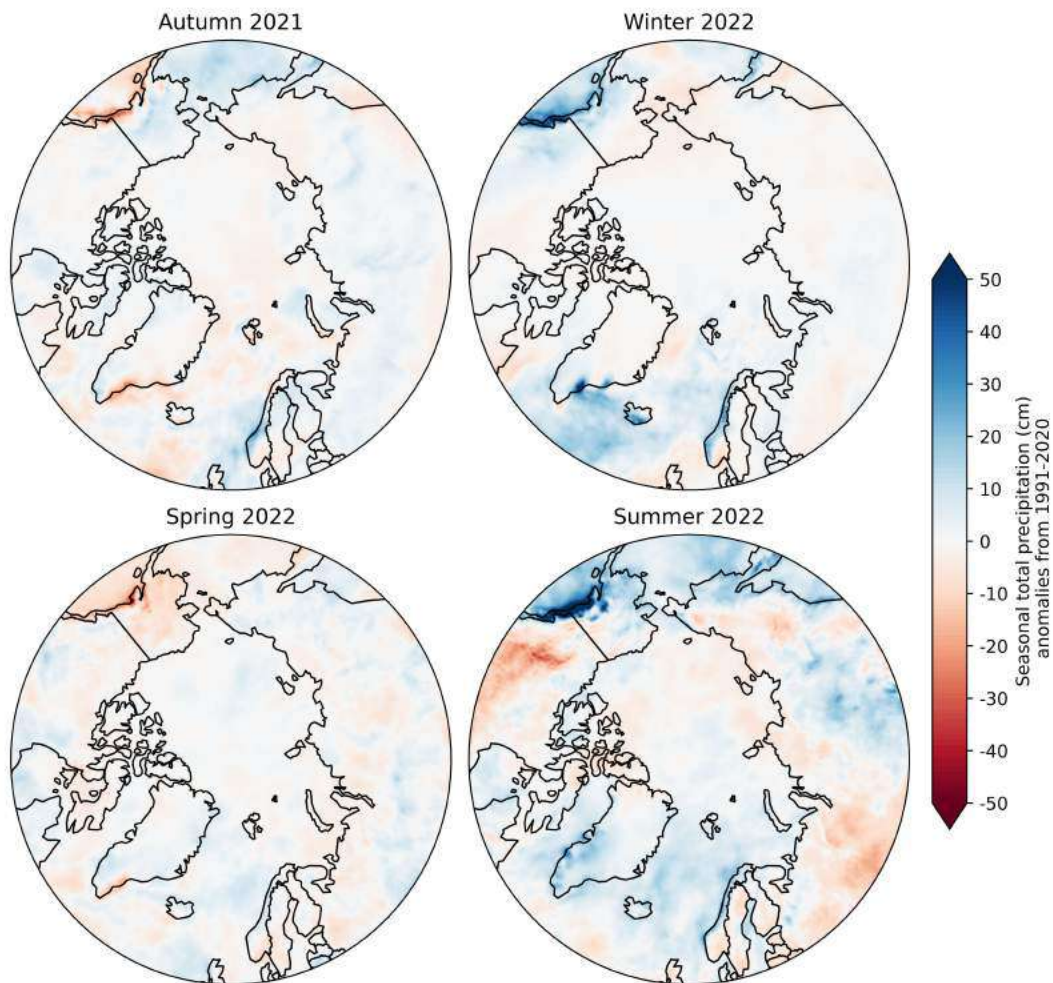 Autumn 2021
Winter 2022
Spring 2022
Summer 2022
50
40
30
20
10
0
-10
-20
-30
-40
-50
Seasonal total precipitation (cm)
anomalies from 1991-2020